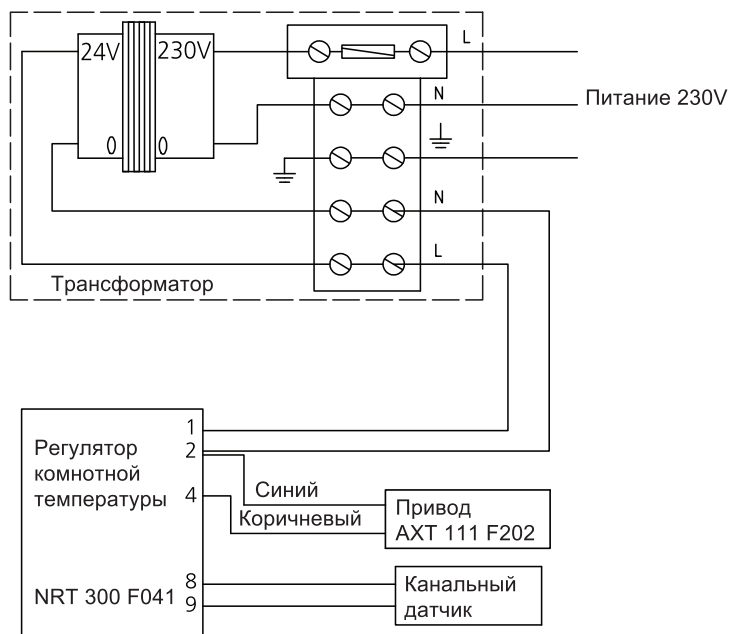 24V 230V
L
N
Питание 230V
0 0
N
L
Трансформатор
1
Регулятор
2
комнотной
температуры
4
Синий
Коричневый
Привод
AXT 111 F202
8
Канальный
NRT 300 F041
9
датчик